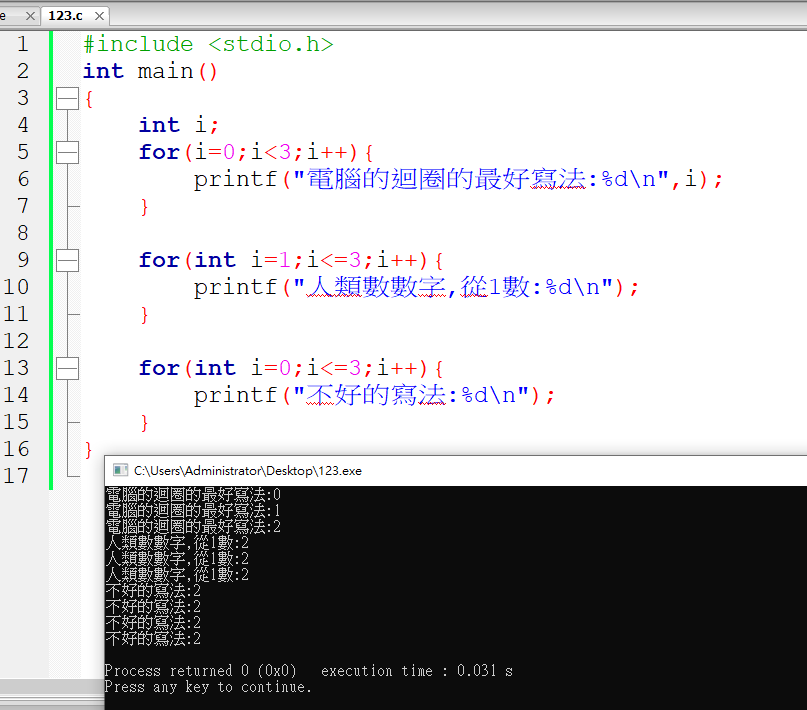 e × 123.c ×
1 #include <stdio.h>
2 int main()
3 {
4 int i;
5 for(i=0;i<3;i++){
6 printf("電腦的迴圈的最好寫法:%d\n",i);
7 }
8
9 for(int i=1;i<=3;i++){
10 printf("人類數數字,從1數:%d\n");
11 }
12
13 for(int i=0;i<=3;i++){
14 printf("不好的寫法:%d\n");
15 }
16 }
17
C:\Users\Administrator\Desktop\123.exe
電腦的迴圈的最好寫法:0
電腦的迴圈的最好寫法:1
電腦的迴圈的最好寫法:2
人類數數字,從1數:2
人類數數字,從1數:2
人類數數字,從1數:2
不好的寫法:2
不好的寫法:2
不好的寫法:2
不好的寫法:2
Process returned 0 (0x0) execution time : 0.031 s
Press any key to continue.